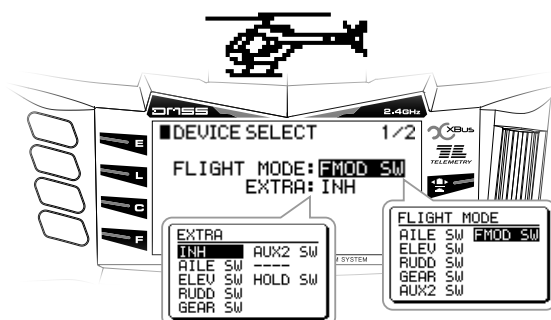 DMSS
2.4GHz
■DEVICE SELECT 1/2
XBus
TELEMETRY
E
L
C
F
FLIGHT MODE: FMOD SW
EXTRA: INH
M SYSTEM
EXTRA
INH AUX2 SW
AILE SW ----
ELEV SW HOLD SW
RUDD SW
GEAR SW
FLIGHT MODE
AILE SW FMOD SW
ELEV SW
RUDD SW
GEAR SW
AUX2 SW